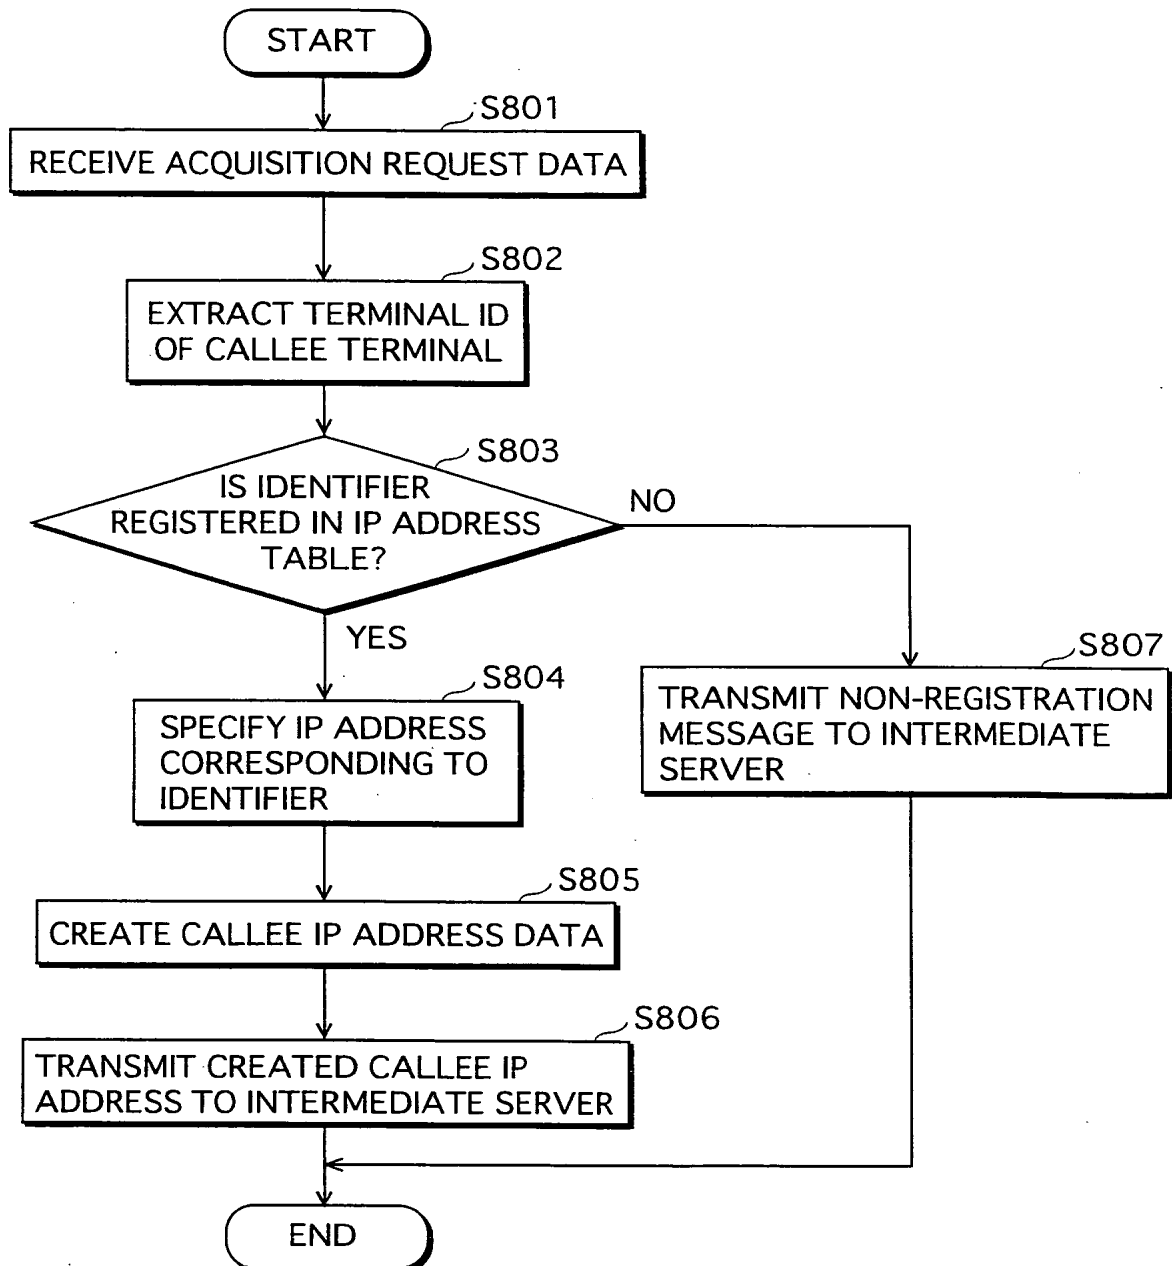 START
S801
RECEIVE ACQUISITION REQUEST DATA
S802
EXTRACT TERMINAL ID
OF CALLEE TERMINAL
S803
IS IDENTIFIER
REGISTERED IN IP ADDRESS
TABLE?
NO
YES
S804
SPECIFY IP ADDRESS
CORRESPONDING TO
IDENTIFIER
S807
TRANSMIT NON-REGISTRATION
MESSAGE TO INTERMEDIATE
SERVER
S805
CREATE CALLEE IP ADDRESS DATA
S806
TRANSMIT CREATED CALLEE IP
ADDRESS TO INTERMEDIATE SERVER
END